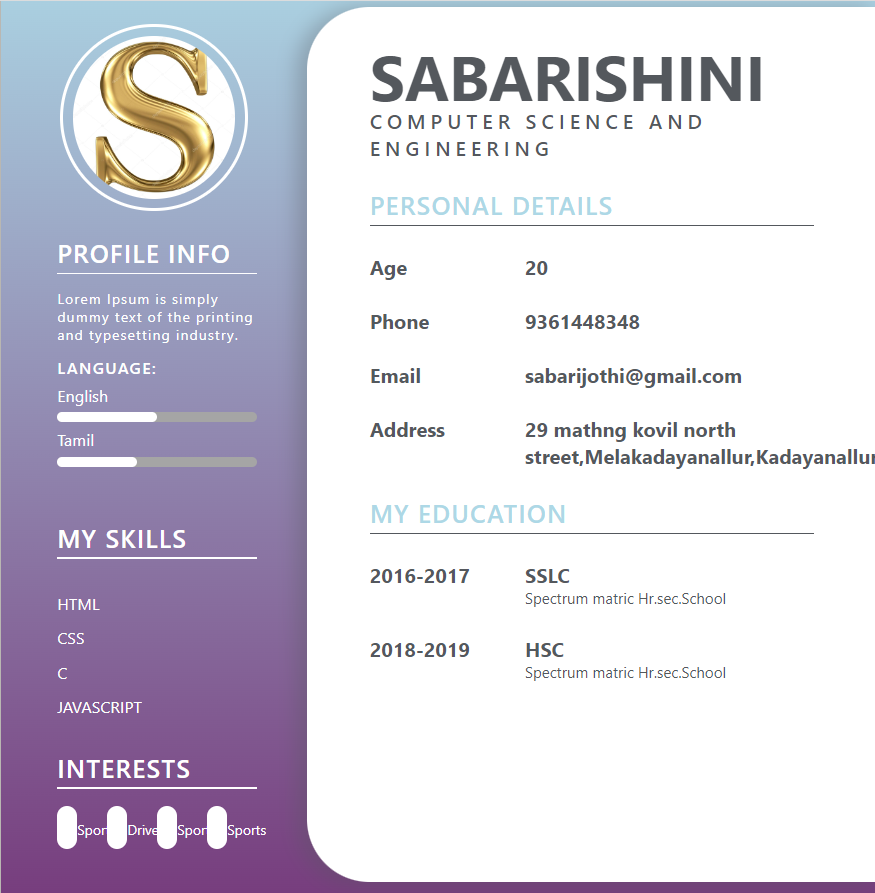 S
PROFILE INFO
Lorem Ipsum is simply
dummy text of the printing
and typesetting industry.
LANGUAGE:
English
Tamil
MY SKILLS
HTML
CSS
C
JAVASCRIPT
INTERESTS
Spor Drive Spor Sports
SABARISHINI
COMPUTER SCIENCE AND
ENGINEERING
PERSONAL DETAILS
Age 20
Phone 9361448348
Email sabarijothi@gmail.com
Address 29 mathng kovil north
street,Melakadayanallur,Kadayanallur
MY EDUCATION
2016-2017 SSLC
Spectrum matric Hr.sec.School
2018-2019 HSC
Spectrum matric Hr.sec.School